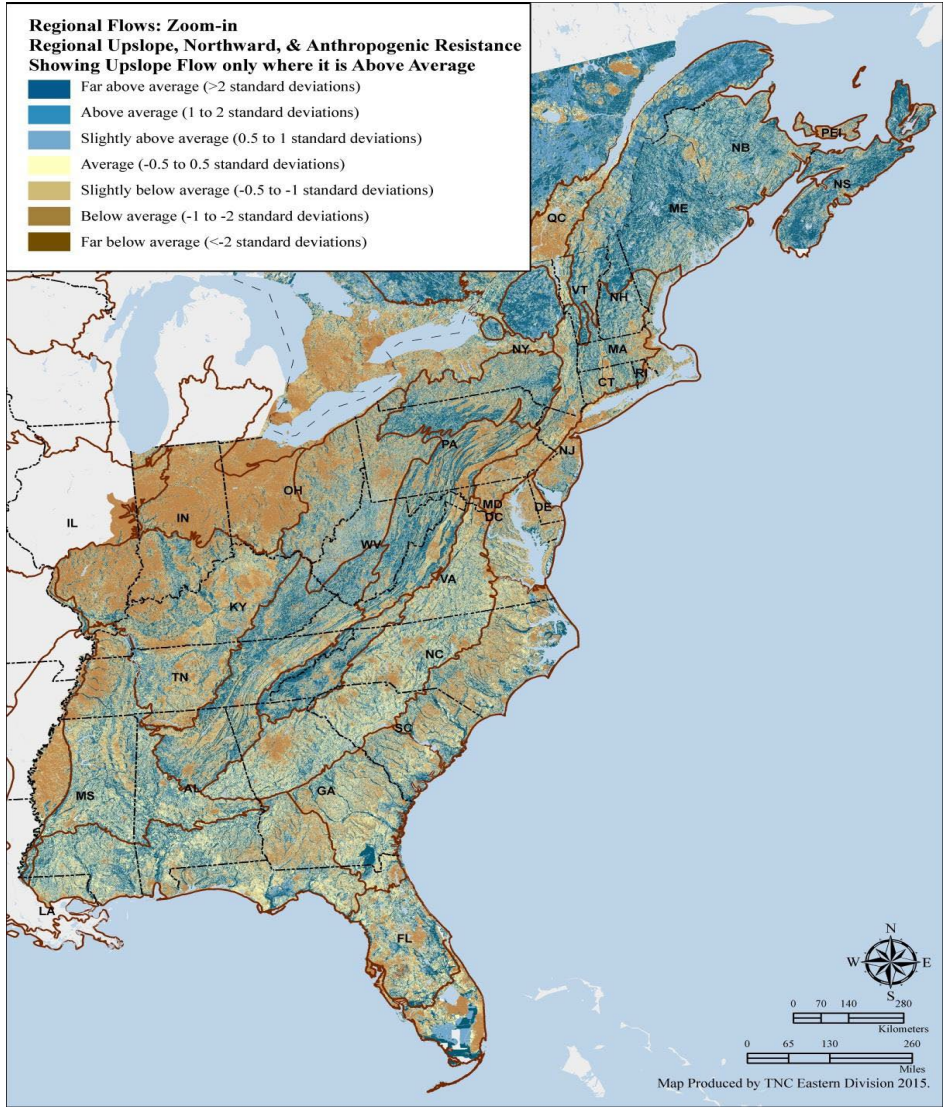 Regional Flows: Zoom-in
Regional Upslope, Northward, & Anthropogenic Resistance
Showing Upslope Flow only where it is Above Average
Far above average (>2 standard deviations)
Above average (1 to 2 standard deviations)
Slightly above average (0.5 to 1 standard deviations)
Average (-0.5 to 0.5 standard deviations)
Slightly below average (-0.5 to -1 standard deviations)
Below average (-1 to -2 standard deviations)
Far below average (<-2 standard deviations)
PEI
NB
NS
ME
QC
VT
NH
NY
MA
CT
RI
PA
NJ
OH
MD
DE
DC
IL
IN
WV
VA
KY
NC
TN
SC
GA
MS
AL
LA
FL
N
W
E
S
0 70 140 280
Kilometers
0 65 130 260
Miles
Map Produced by TNC Eastern Division 2015.